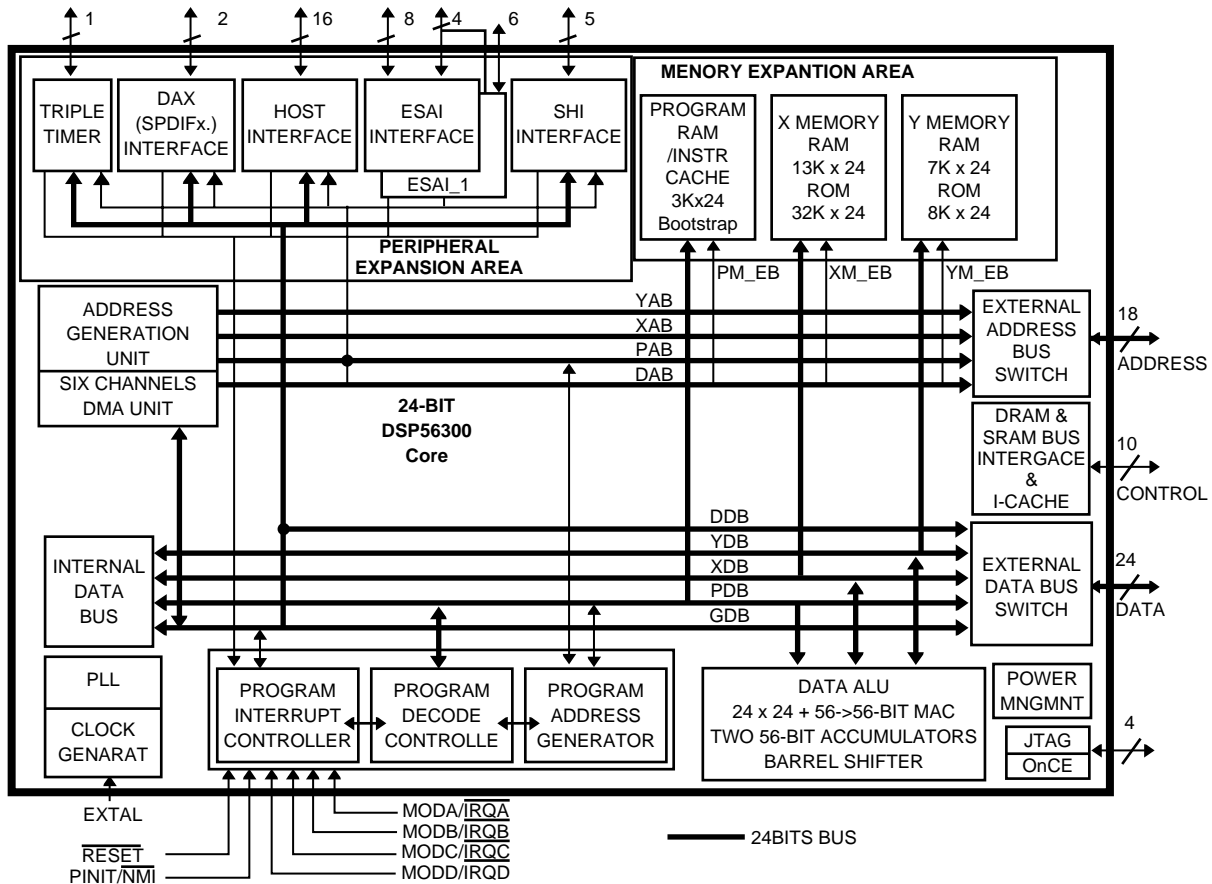 1
2
16
8
4
6
5
MENORY EXPANTION AREA
TRIPLE
TIMER
DAX
(SPDIFx.)
INTERFACE
HOST
INTERFACE
ESAI
INTERFACE
ESAI_1
SHI
INTERFACE
PROGRAM
RAM
/INSTR
CACHE
3Kx24
Bootstrap
X MEMORY
RAM
13K x 24
ROM
32K x 24
Y MEMORY
RAM
7K x 24
ROM
8K x 24
PERIPHERAL
EXPANSION AREA
PM_EB
XM_EB
YM_EB
ADDRESS
GENERATION
UNIT
SIX CHANNELS
DMA UNIT
YAB
XAB
PAB
DAB
EXTERNAL
ADDRESS
BUS
SWITCH
18
ADDRESS
24-BIT
DSP56300
Core
DRAM &
SRAM BUS
INTERGACE
&
I-CACHE
10
CONTROL
INTERNAL
DATA
BUS
DDB
YDB
XDB
PDB
GDB
EXTERNAL
DATA BUS
SWITCH
24
DATA
PLL
CLOCK
GENARAT
PROGRAM
INTERRUPT
CONTROLLER
PROGRAM
DECODE
CONTROLLE
PROGRAM
ADDRESS
GENERATOR
DATA ALU
24 x 24 + 56->56-BIT MAC
TWO 56-BIT ACCUMULATORS
BARREL SHIFTER
POWER
MNGMNT
JTAG
OnCE
4
EXTAL
RESET
PINIT/NMI
MODA/IRQA
MODB/IRQB
MODC/IRQC
MODD/IRQD
24BITS BUS